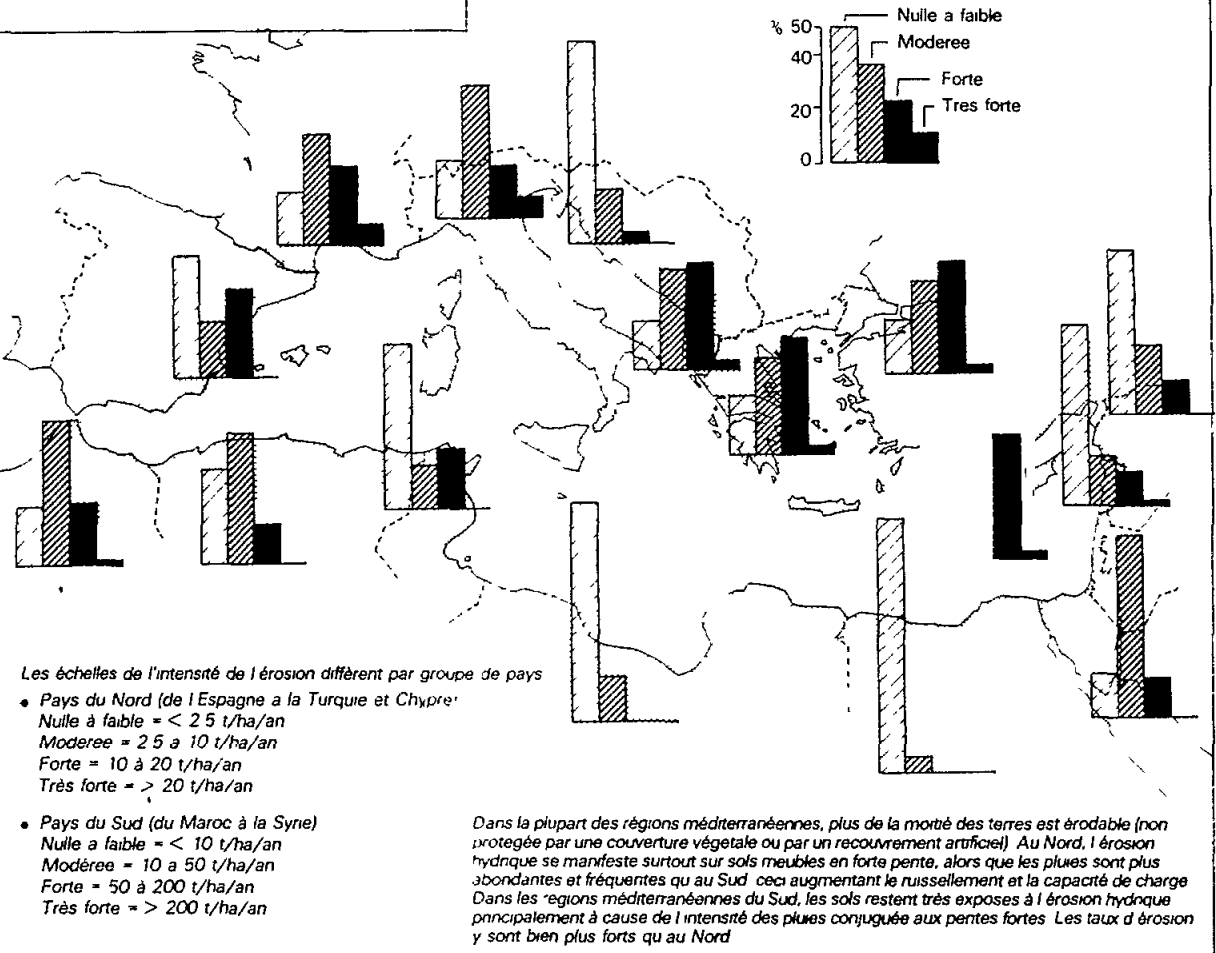 Nulle a faible
% 50
Moderee
40
Forte
20
Tres forte
0
Les échelles de l'intensité de l érosion diffèrent par groupe de pays
• Pays du Nord (de l Espagne a la Turquie et Chypre
Nulle à faible = < 2 5 t/ha/an
Moderee = 2 5 a 10 t/ha/an
Forte = 10 à 20 t/ha/an
Très forte = > 20 t/ha/an
• Pays du Sud (du Maroc à la Syrie)
Nulle a faible = < 10 t/ha/an
Modéree = 10 a 50 t/ha/an
Forte = 50 à 200 t/ha/an
Très forte = > 200 t/ha/an
Dans la plupart des régions méditerranéennes, plus de la moitié des terres est érodable (non
protegée par une couverture végetale ou par un recouvrement artificiel) Au Nord, l érosion
hydrique se manifeste surtout sur sols meubles en forte pente, alors que les pluies sont plus
abondantes et fréquentes qu au Sud ceci augmentant le ruissellement et la capacité de charge
Dans les regions méditerranéennes du Sud, les sols restent très exposes à l érosion hydrique
principalement à cause de l intensité des pluies conjuguée aux pentes fortes Les taux d érosion
y sont bien plus forts qu au Nord